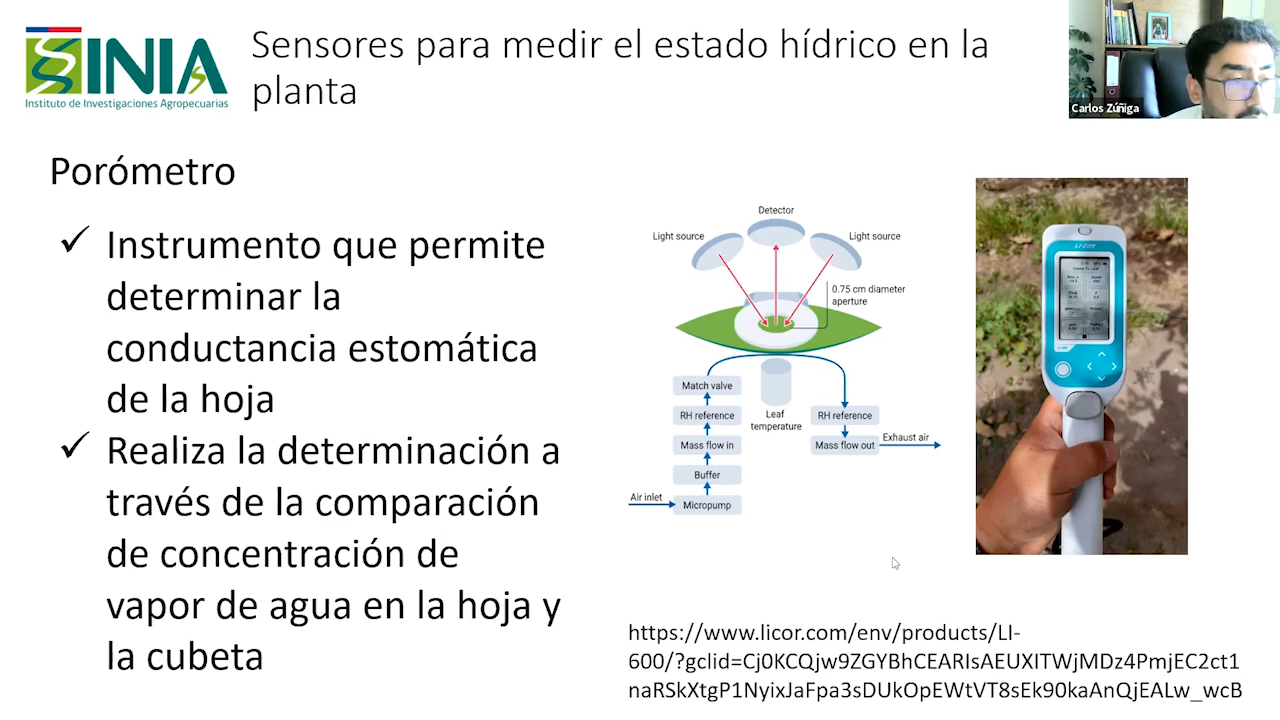 INIA
Instituto de Investigaciones Agropecuarias
Sensores para medir el estado hídrico en la
planta
Carlos Zúñiga
Porómetro
✓ Instrumento que permite
determinar la
conductancia estomática
de la hoja
✓ Realiza la determinación a
través de la comparación
de concentración de
vapor de agua en la hoja y
la cubeta
Detector
Light source
Light source
0.75 cm diameter
aperture
Match valve
RH reference
Mass flow in
Buffer
Air inlet
Micropump
Leaf
temperature
RH reference
Mass flow out
Exhaust air
LI-COR
https://www.licor.com/env/products/LI-
600/?gclid=Cj0KCQjw9ZGYBhCEARIsAEUXITWjMDz4PmjEC2ct1
naRSkXtgP1NyixJaFpa3sDUkOpEWtVT8sEk90kaAnQjEALw_wcB